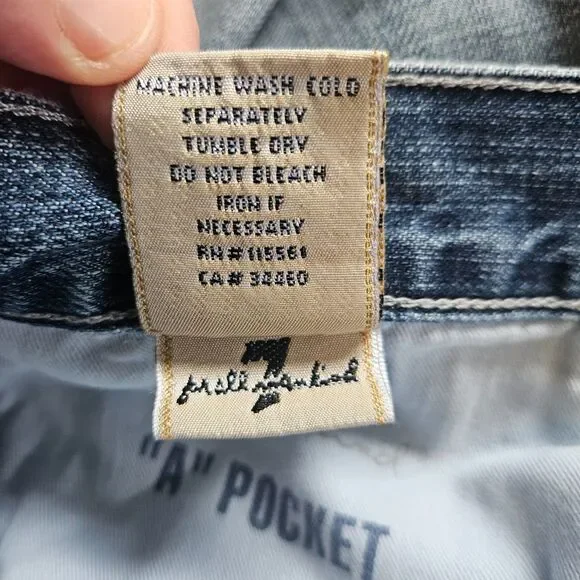 MACHINE WASH COLD
SEPARATELY
TUMBLE DRY
DO NOT BLEACH
IRON IF
NECESSARY
RN#115561
CA# 34460
7
for all mankind
"A" POCKET